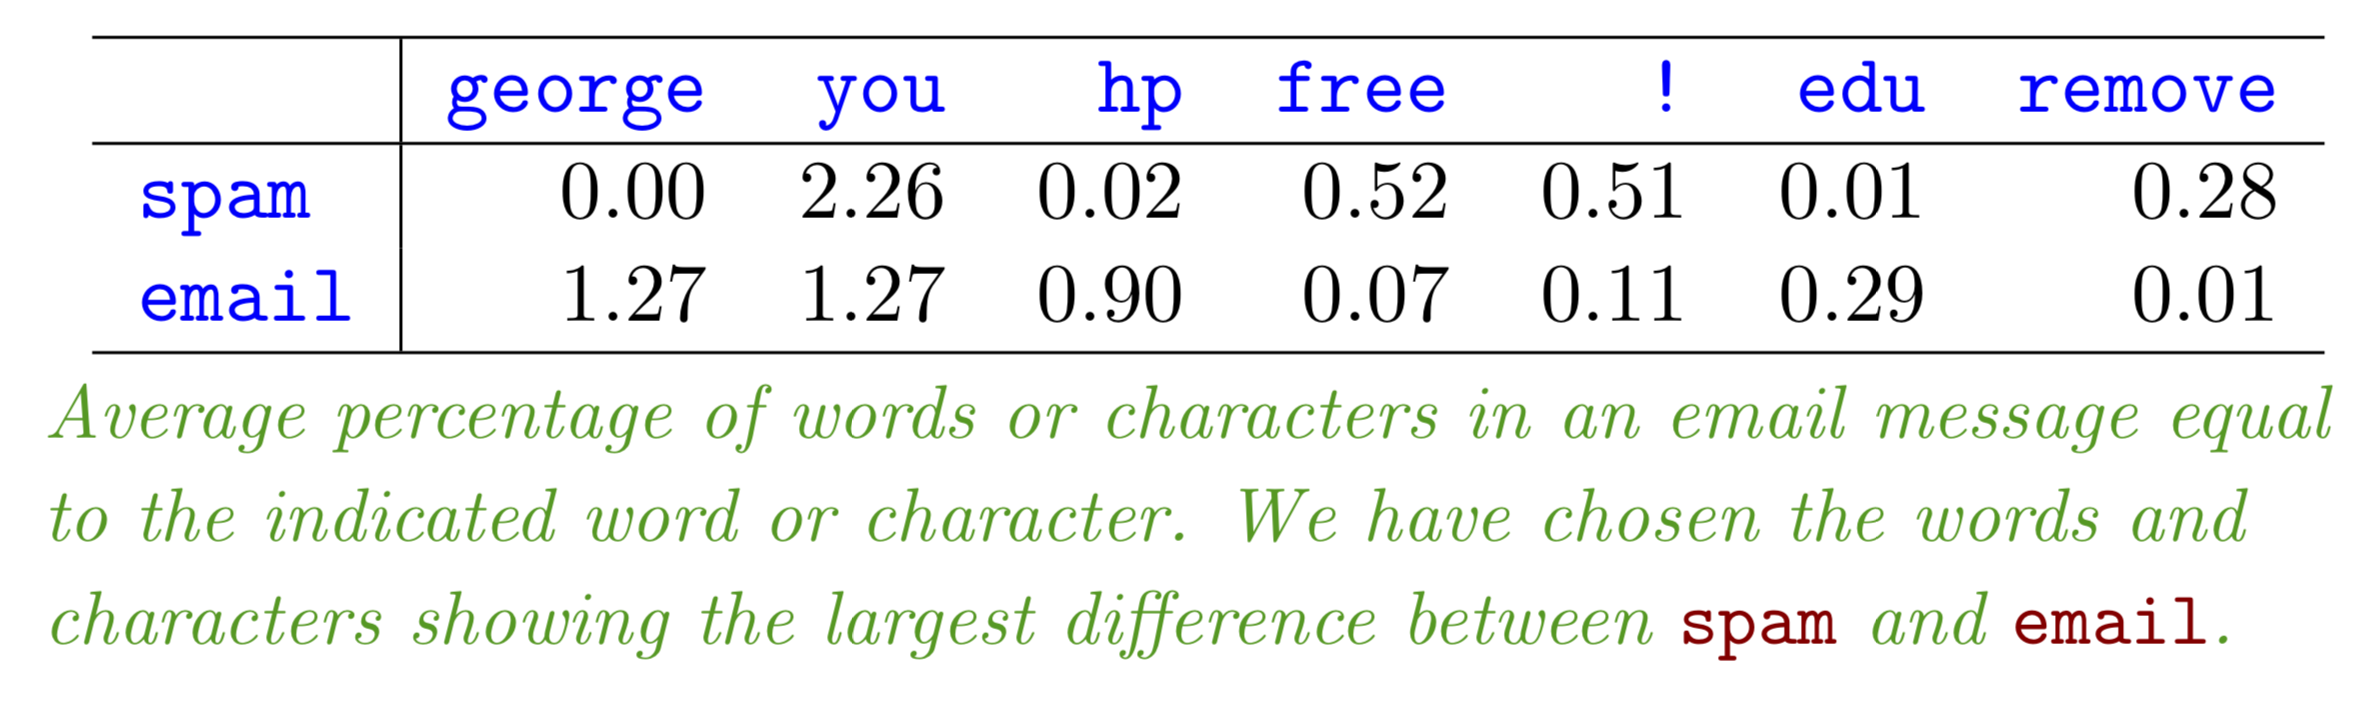 george you hp free ! edu remove
spam 0.00 2.26 0.02 0.52 0.51 0.01 0.28
email 1.27 1.27 0.90 0.07 0.11 0.29 0.01
Average percentage of words or characters in an email message equal
to the indicated word or character. We have chosen the words and
characters showing the largest difference between spam and email.